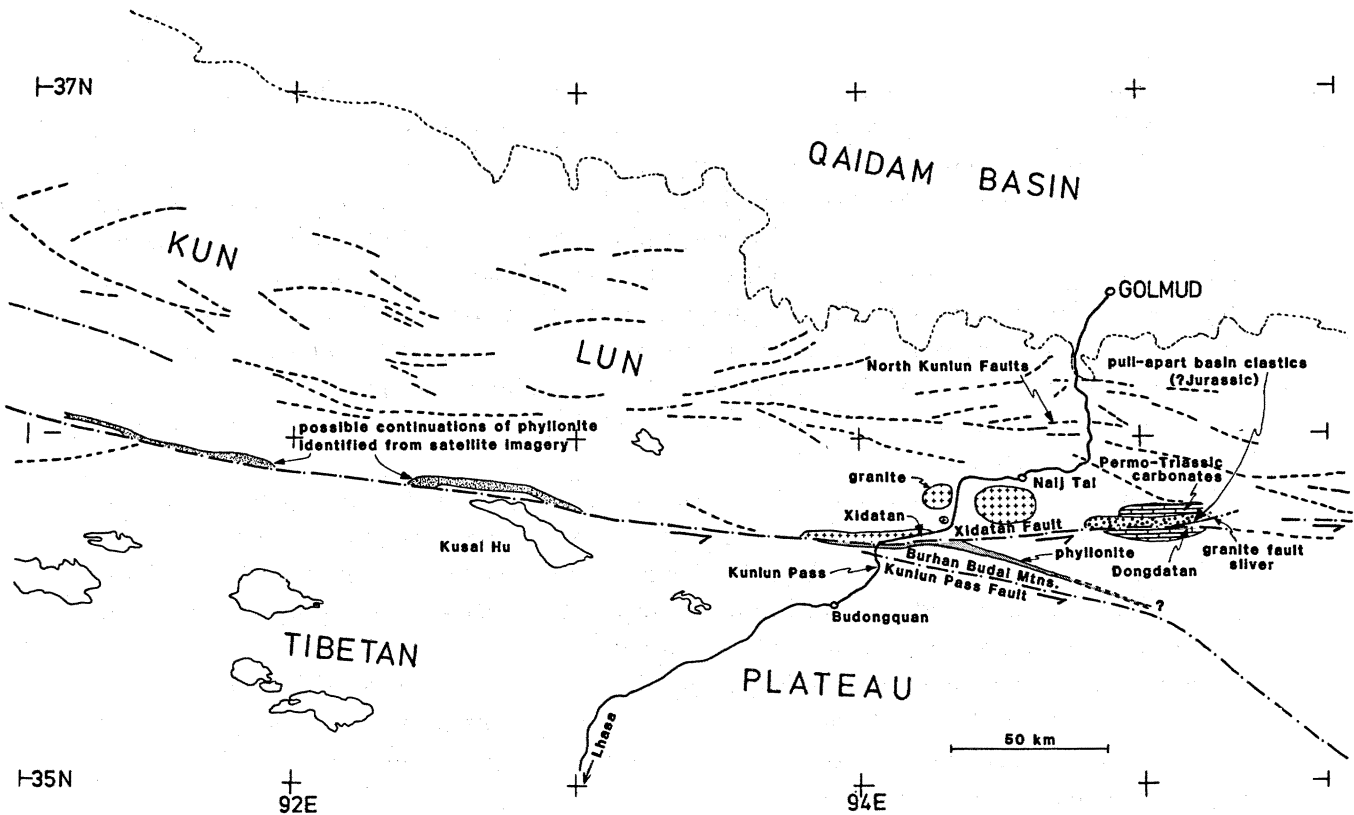 37N
QAIDAM BASIN
KUN
GOLMUD
LUN
North Kunlun Faults
pull-apart basin clastics
(?Jurassic)
possible continuations of phyllonite
identified from satellite imagery
Permo-Triassic
carbonates
granite
Naij Tal
Xidatan
Xidatan Fault
Kusai Hu
phyllonite
granite fault
sliver
Burhan Budai Mtns.
Dongdatan
Kunlun Pass
Kunlun Pass Fault
?
Budongquan
TIBETAN
PLATEAU
Lhasa
50 km
35N
92E
94E